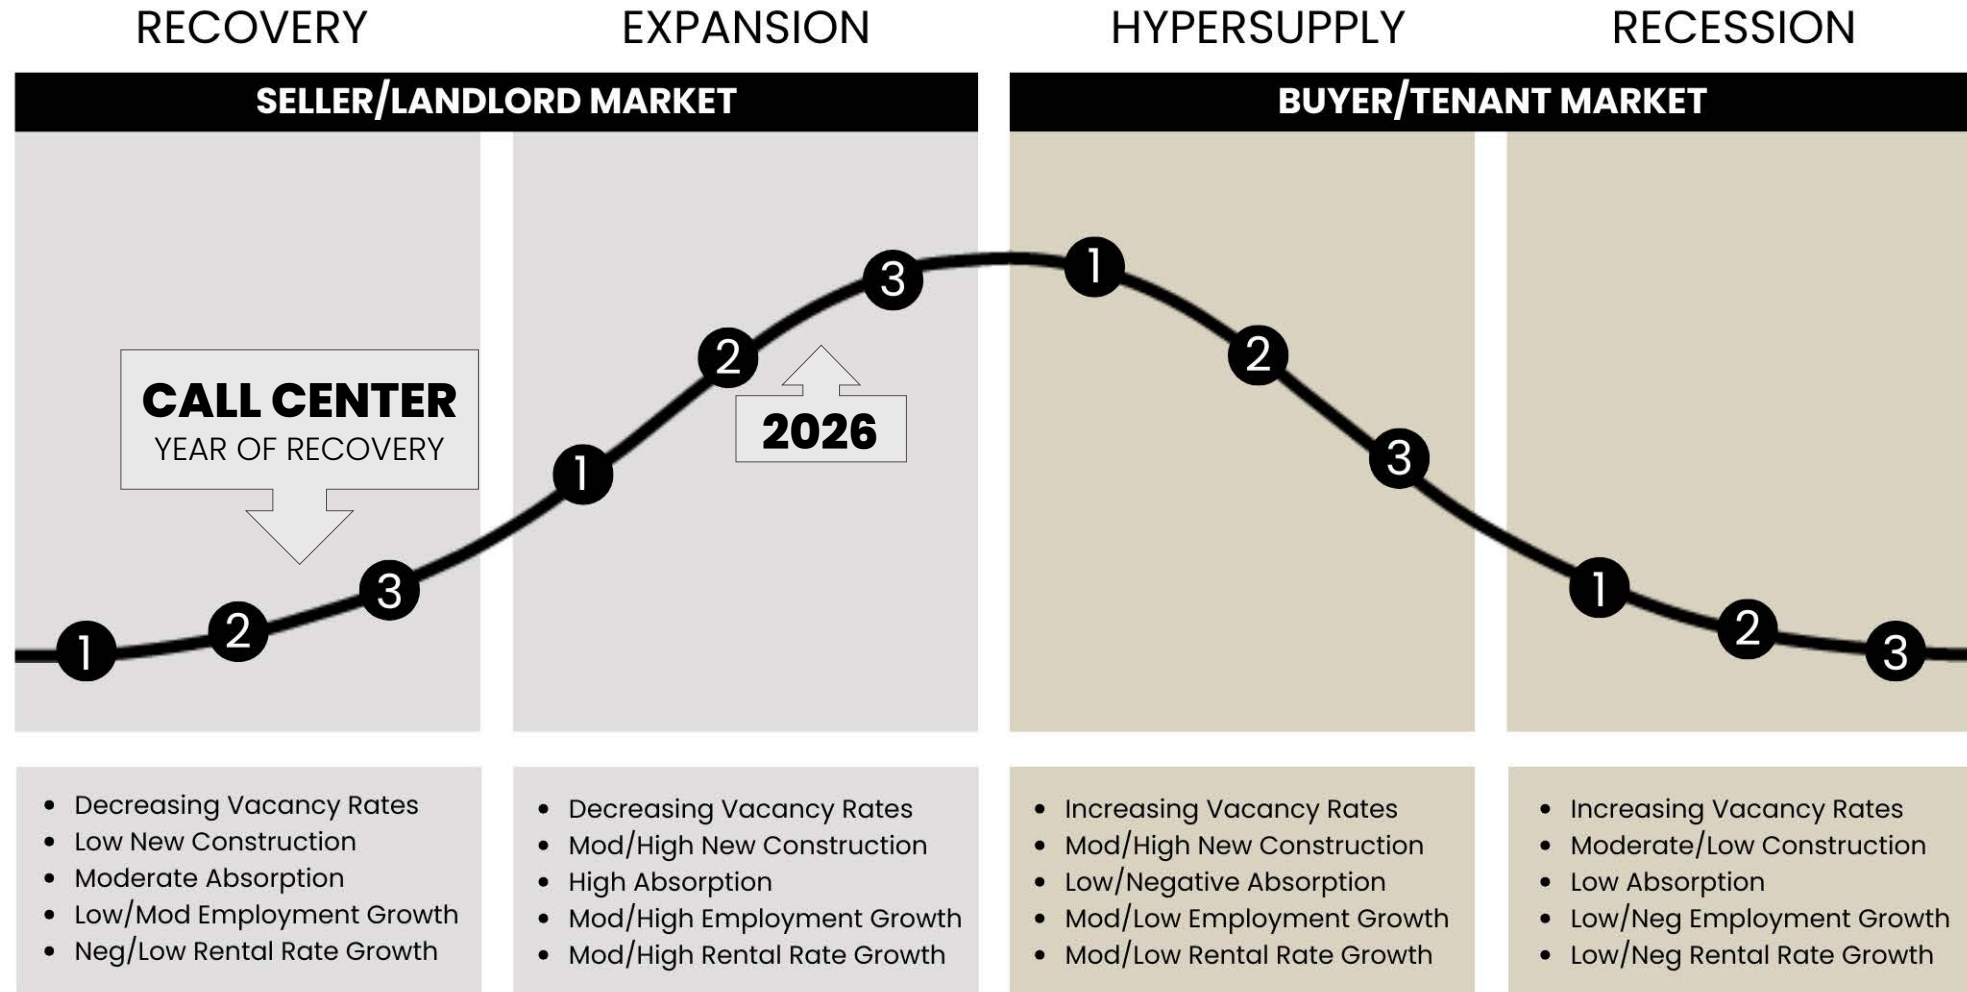 RECOVERY
EXPANSION
HYPERSUPPLY
RECESSION
SELLER/LANDLORD MARKET
BUYER/TENANT MARKET
CALL CENTER
YEAR OF RECOVERY
2026
1
2
3
1
2
3
1
2
3
1
2
3
• Decreasing Vacancy Rates
• Low New Construction
• Moderate Absorption
• Low/Mod Employment Growth
• Neg/Low Rental Rate Growth
• Decreasing Vacancy Rates
• Mod/High New Construction
• High Absorption
• Mod/High Employment Growth
• Mod/High Rental Rate Growth
• Increasing Vacancy Rates
• Mod/High New Construction
• Low/Negative Absorption
• Mod/Low Employment Growth
• Mod/Low Rental Rate Growth
• Increasing Vacancy Rates
• Moderate/Low Construction
• Low Absorption
• Low/Neg Employment Growth
• Low/Neg Rental Rate Growth